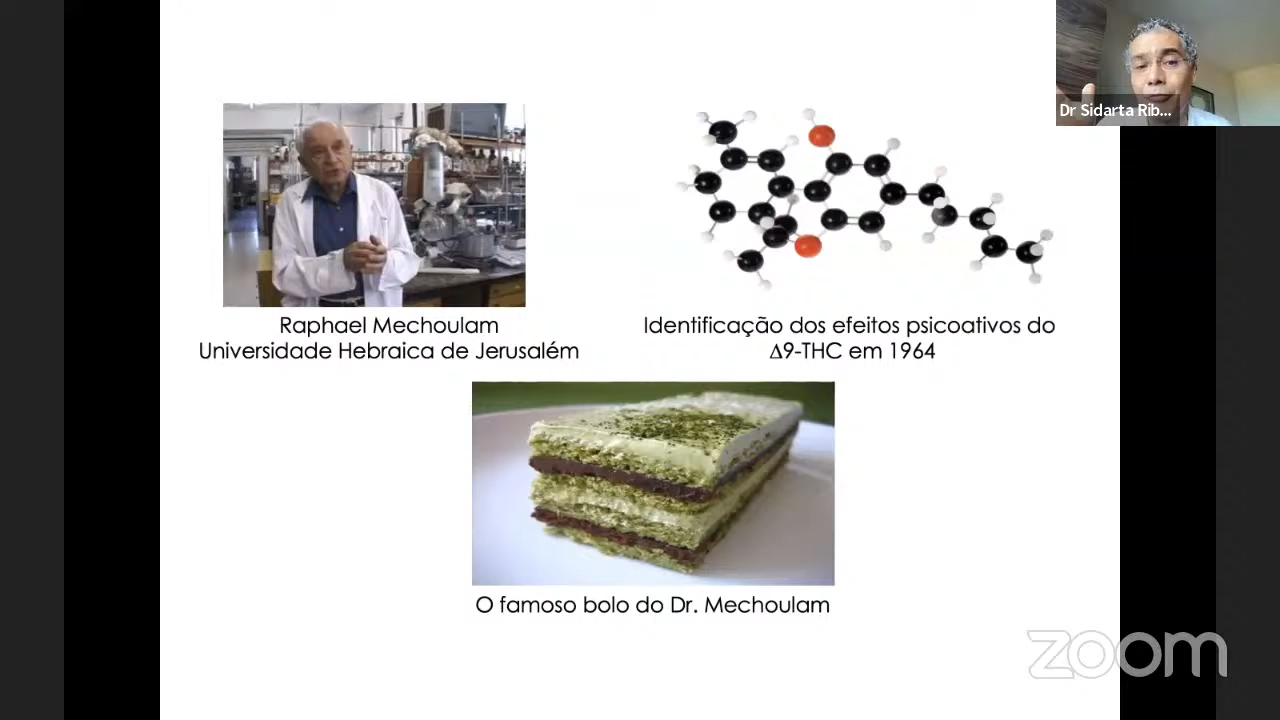 Dr Sidarta Rib...
Raphael Mechoulam
Universidade Hebraica de Jerusalém
Identificação dos efeitos psicoativos do
Δ9-THC em 1964
O famoso bolo do Dr. Mechoulam
zoom